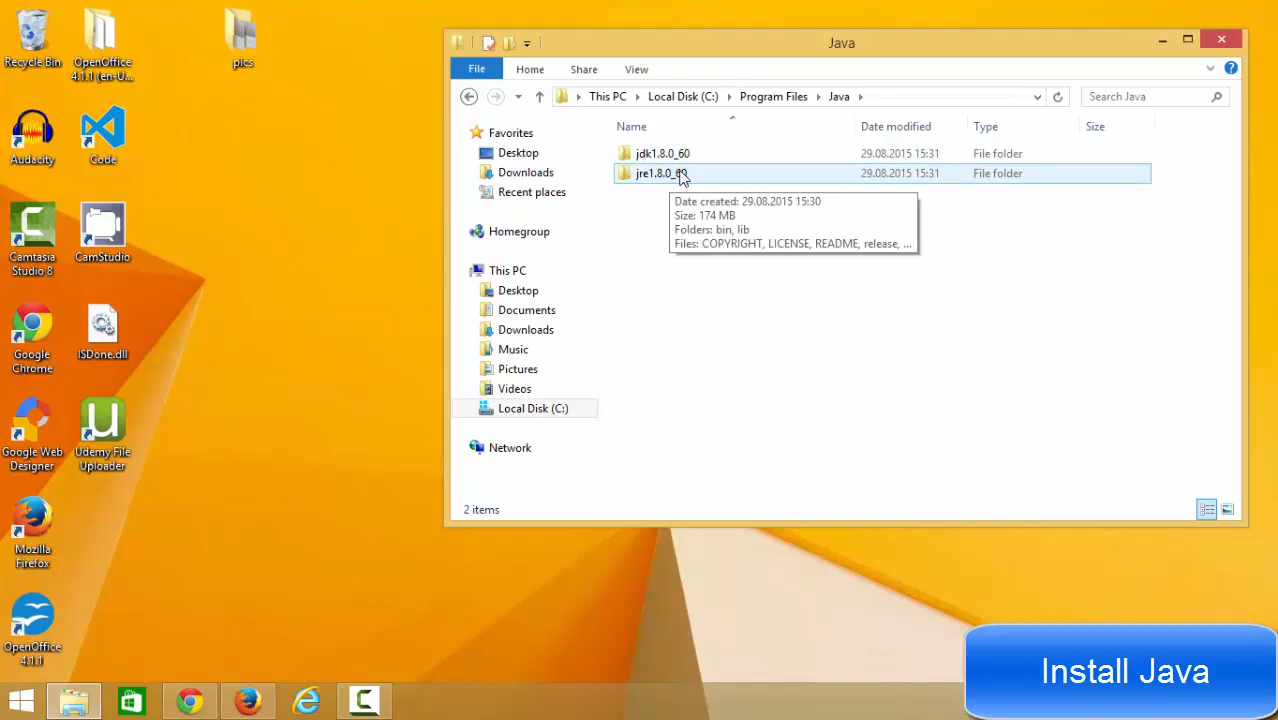 Recycle Bin
OpenOffice
4.1.1 (en-U...
pics
Audacity
Code
Camtasia
Studio 8
CamStudio
Google
Chrome
ISDone.dll
Google Web
Designer
Udemy File
Uploader
Mozilla
Firefox
OpenOffice
4.1.1
Java
File
Home
Share
View
This PC
Local Disk (C:)
Program Files
Java
Search Java
Name
Date modified
Type
Size
Favorites
Desktop
Downloads
Recent places
Homegroup
This PC
Desktop
Documents
Downloads
Music
Pictures
Videos
Local Disk (C:)
Network
jdk1.8.0_60 29.08.2015 15:31 File folder
jre1.8.0_60 29.08.2015 15:31 File folder
Date created: 29.08.2015 15:30
Size: 174 MB
Folders: bin, lib
Files: COPYRIGHT, LICENSE, README, release, ...
2 items
Install Java